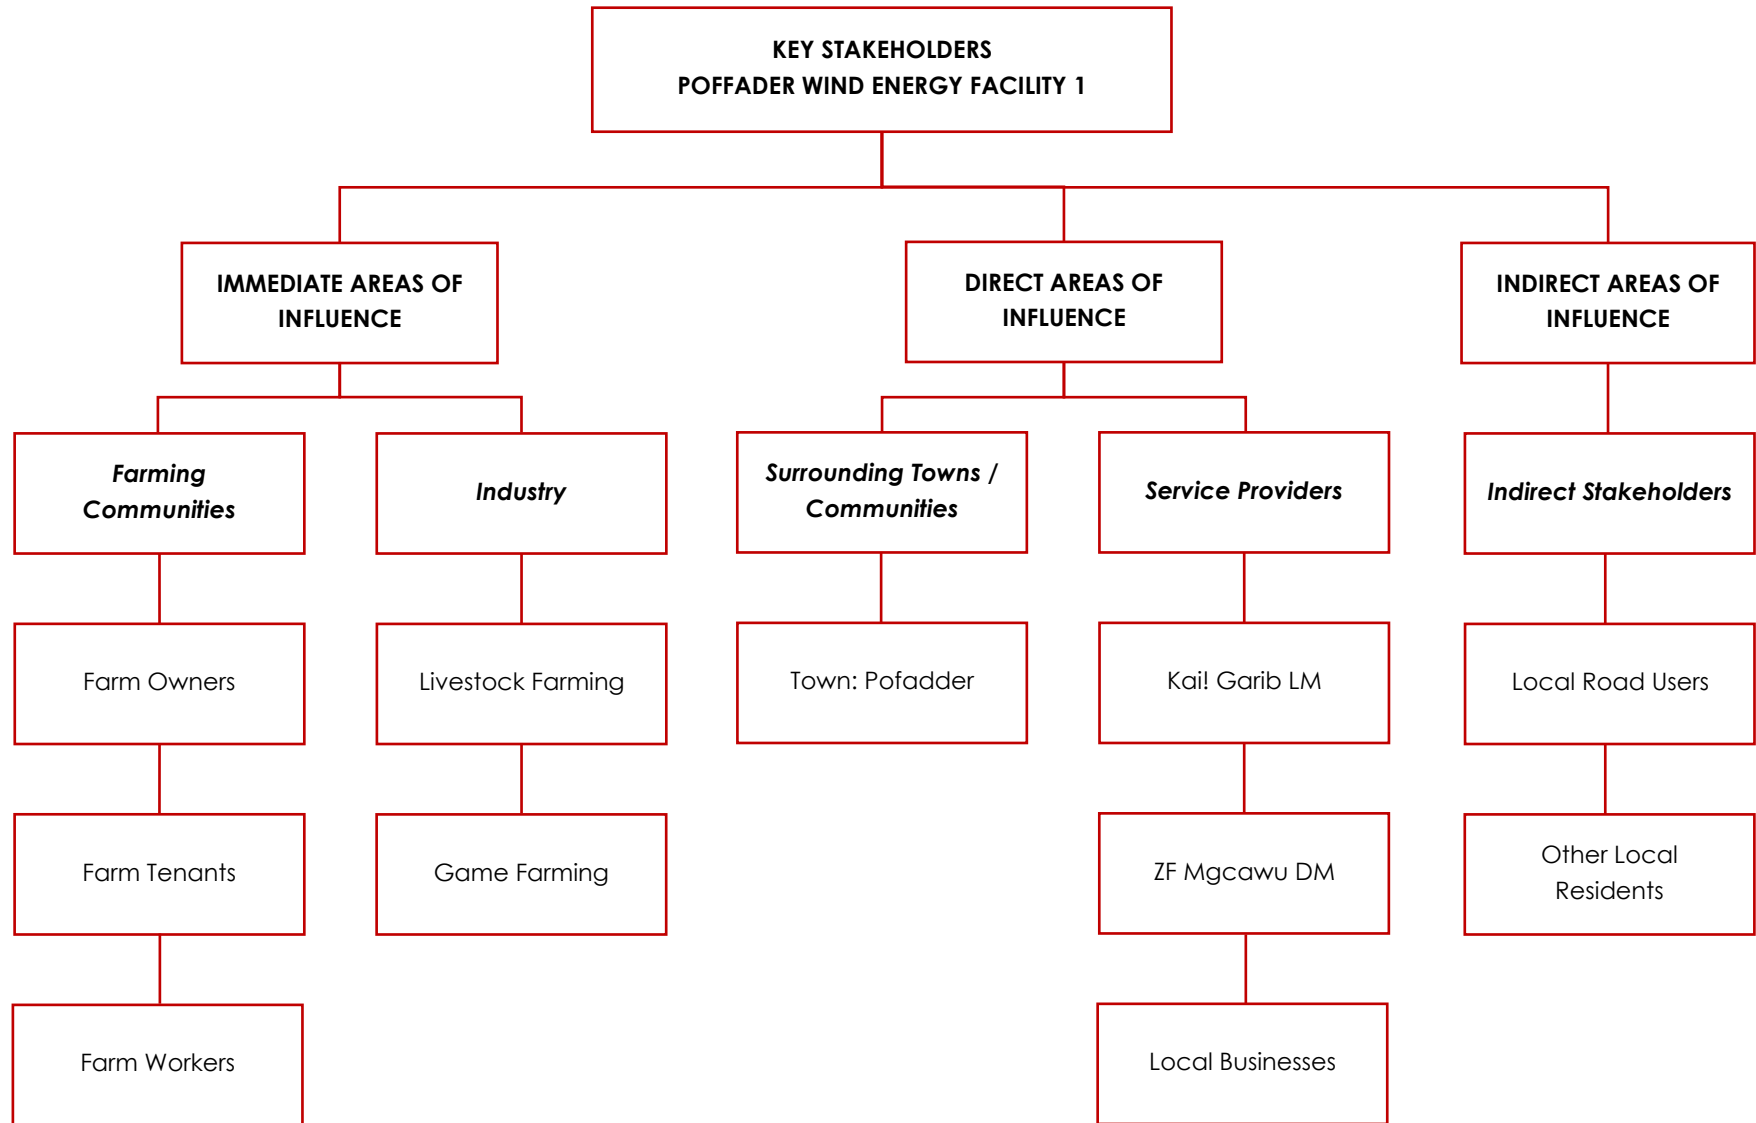 KEY STAKEHOLDERS
POFFADER WIND ENERGY FACILITY 1
IMMEDIATE AREAS OF
INFLUENCE
DIRECT AREAS OF
INFLUENCE
INDIRECT AREAS OF
INFLUENCE
Farming
Communities
Industry
Surrounding Towns /
Communities
Service Providers
Indirect Stakeholders
Farm Owners
Livestock Farming
Town: Pofadder
Kai! Garib LM
Local Road Users
Farm Tenants
Game Farming
ZF Mgcawu DM
Other Local
Residents
Farm Workers
Local Businesses